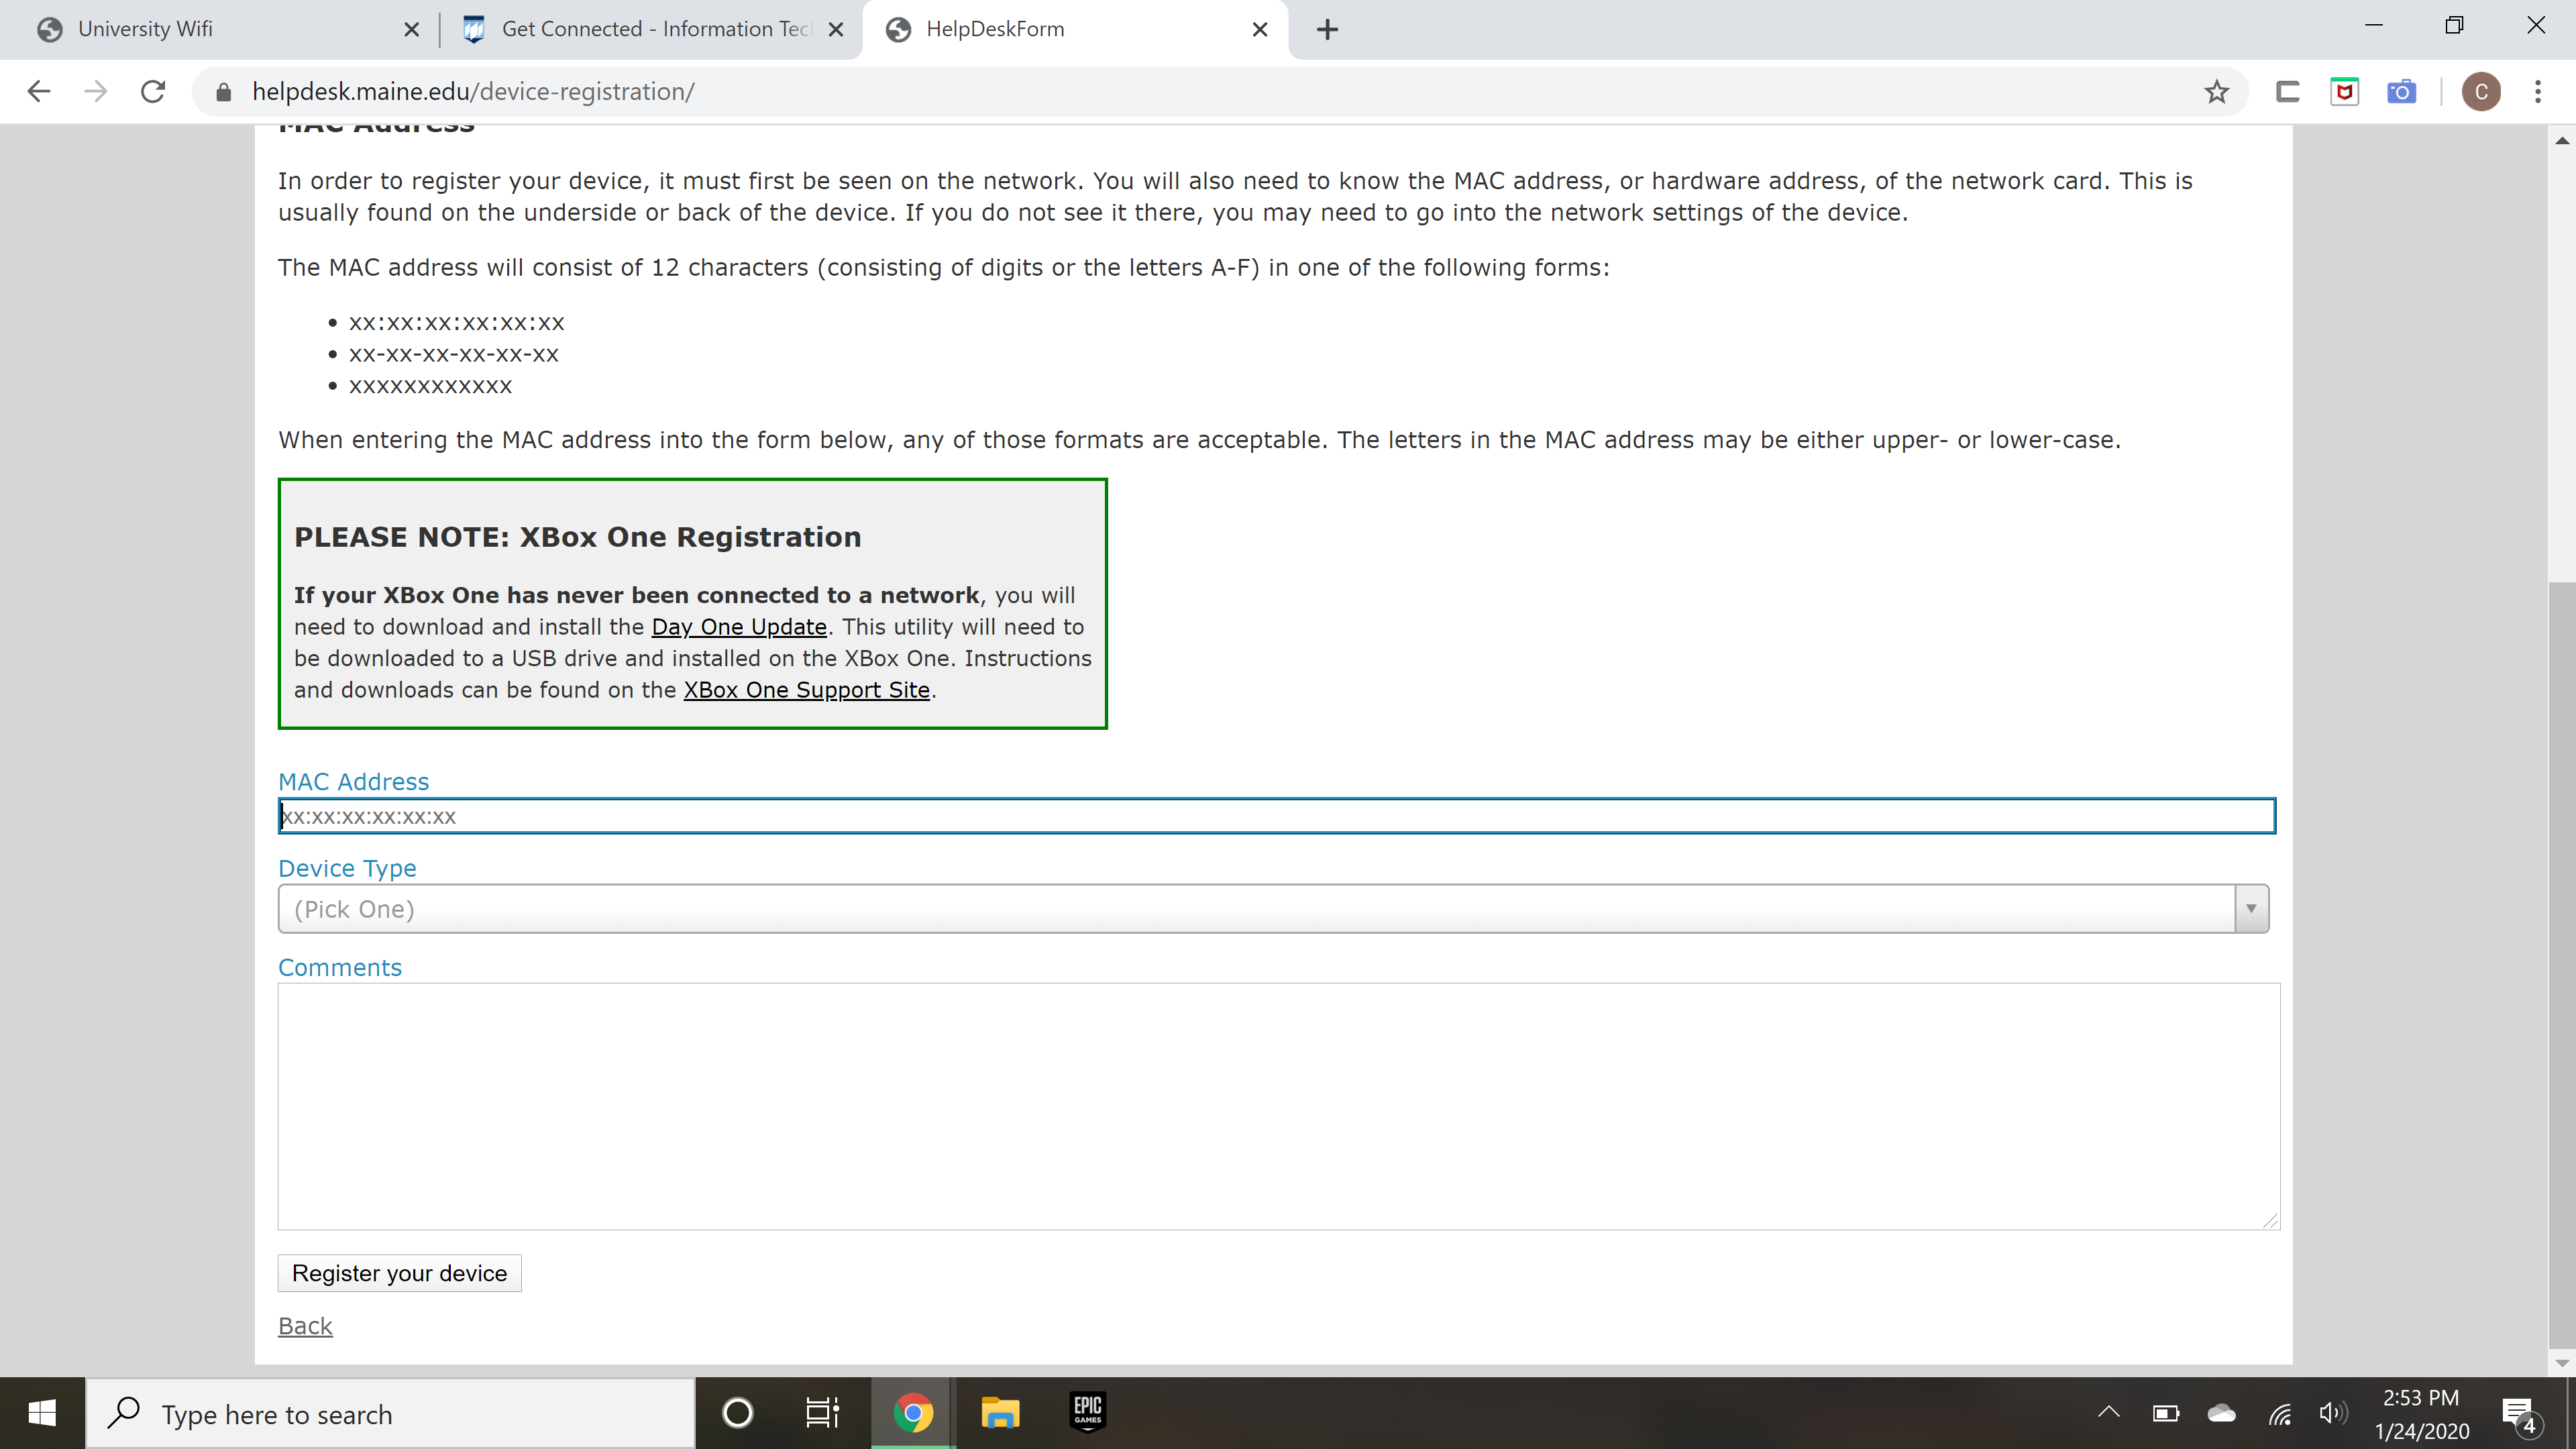 University Wifi
Get Connected - Information Tec
HelpDeskForm
helpdesk.maine.edu/device-registration/
C
MAC Address
In order to register your device, it must first be seen on the network. You will also need to know the MAC address, or hardware address, of the network card. This is
usually found on the underside or back of the device. If you do not see it there, you may need to go into the network settings of the device.
The MAC address will consist of 12 characters (consisting of digits or the letters A-F) in one of the following forms:
• xx:xx:xx:xx:xx:xx
• xx-xx-xx-xx-xx-xx
• xxxxxxxxxxxx
When entering the MAC address into the form below, any of those formats are acceptable. The letters in the MAC address may be either upper- or lower-case.
PLEASE NOTE: XBox One Registration
If your XBox One has never been connected to a network, you will
need to download and install the Day One Update. This utility will need to
be downloaded to a USB drive and installed on the XBox One. Instructions
and downloads can be found on the XBox One Support Site.
MAC Address
xx:xx:xx:xx:xx:xx
Device Type
(Pick One)
Comments
Register your device
Back
Type here to search
EPIC
GAMES
2:53 PM
1/24/2020
4